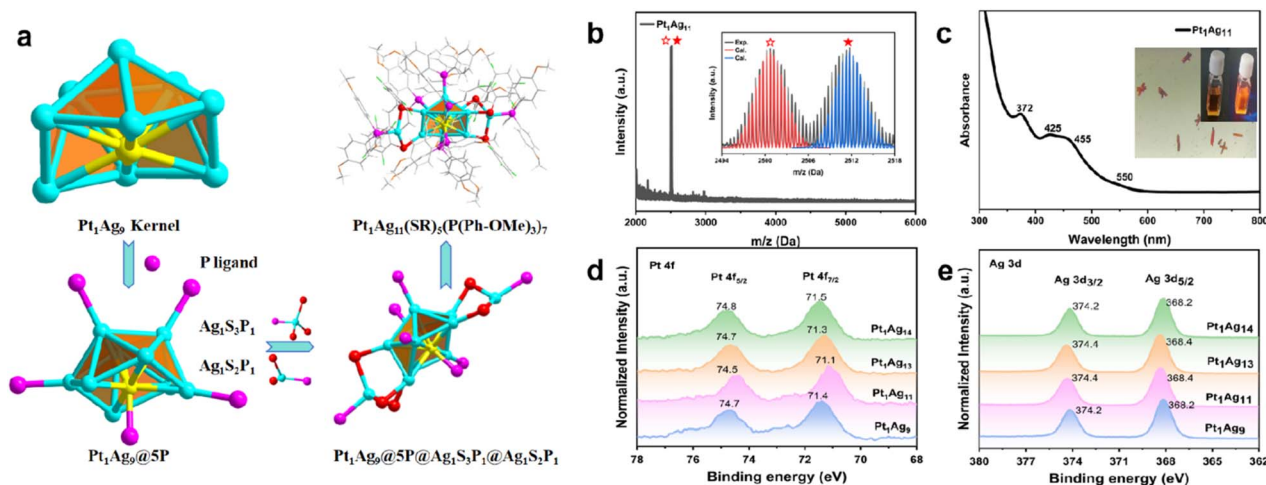 a
Pt₁Ag₉ Kernel
P ligand
Ag₁S₃P₁
Ag₁S₂P₁
Pt₁Ag₉@5P
Pt₁Ag₁₁(SR)₅(P(Ph-OMe)₃)₇
Pt₁Ag₉@5P@Ag₁S₃P₁@Ag₁S₂P₁
b
Pt₁Ag₁₁
Intensity (a.u.)
2000 3000 4000 5000 6000
m/z (Da)
Exp.
Cal.
Cal.
Intensity (a.u.)
2494 2500 2506 2512 2518
m/z (Da)
c
Pt₁Ag₁₁
372
425
455
550
Absorbance
300 400 500 600 700 800
Wavelength (nm)
d
Pt 4f
Pt 4f5/2 Pt 4f7/2
74.8 71.5
Pt₁Ag₁₄
74.7 71.3
Pt₁Ag₁₃
74.5 71.1
Pt₁Ag₁₁
74.7 71.4
Pt₁Ag₉
Normalized Intensity (a.u.)
78 76 74 72 70 68
Binding energy (eV)
e
Ag 3d
Ag 3d3/2 Ag 3d5/2
374.2 368.2
Pt₁Ag₁₄
374.4 368.4
Pt₁Ag₁₃
374.4 368.4
Pt₁Ag₁₁
374.2 368.2
Pt₁Ag₉
Normalized Intensity (a.u.)
380 377 374 371 368 365 362
Binding energy (eV)